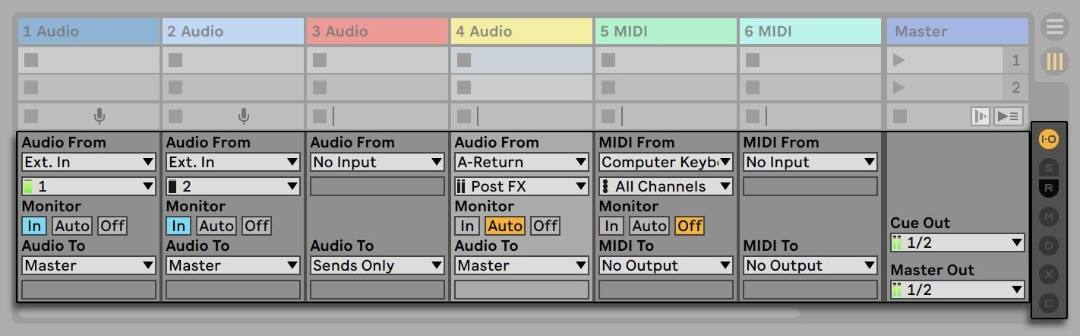 1 Audio 2 Audio 3 Audio 4 Audio 5 MIDI 6 MIDI Master
1
2
Audio From Audio From Audio From Audio From MIDI From MIDI From
Ext. In Ext. In No Input A-Return Computer Keyb No Input
1 2 Post FX All Channels
Monitor Monitor Monitor Monitor
In Auto Off In Auto Off In Auto Off In Auto Off
Cue Out
1/2
Audio To Audio To Audio To Audio To MIDI To MIDI To
Master Master Sends Only Master No Output No Output
Master Out
1/2
I·O
S
R
M
D
X
C